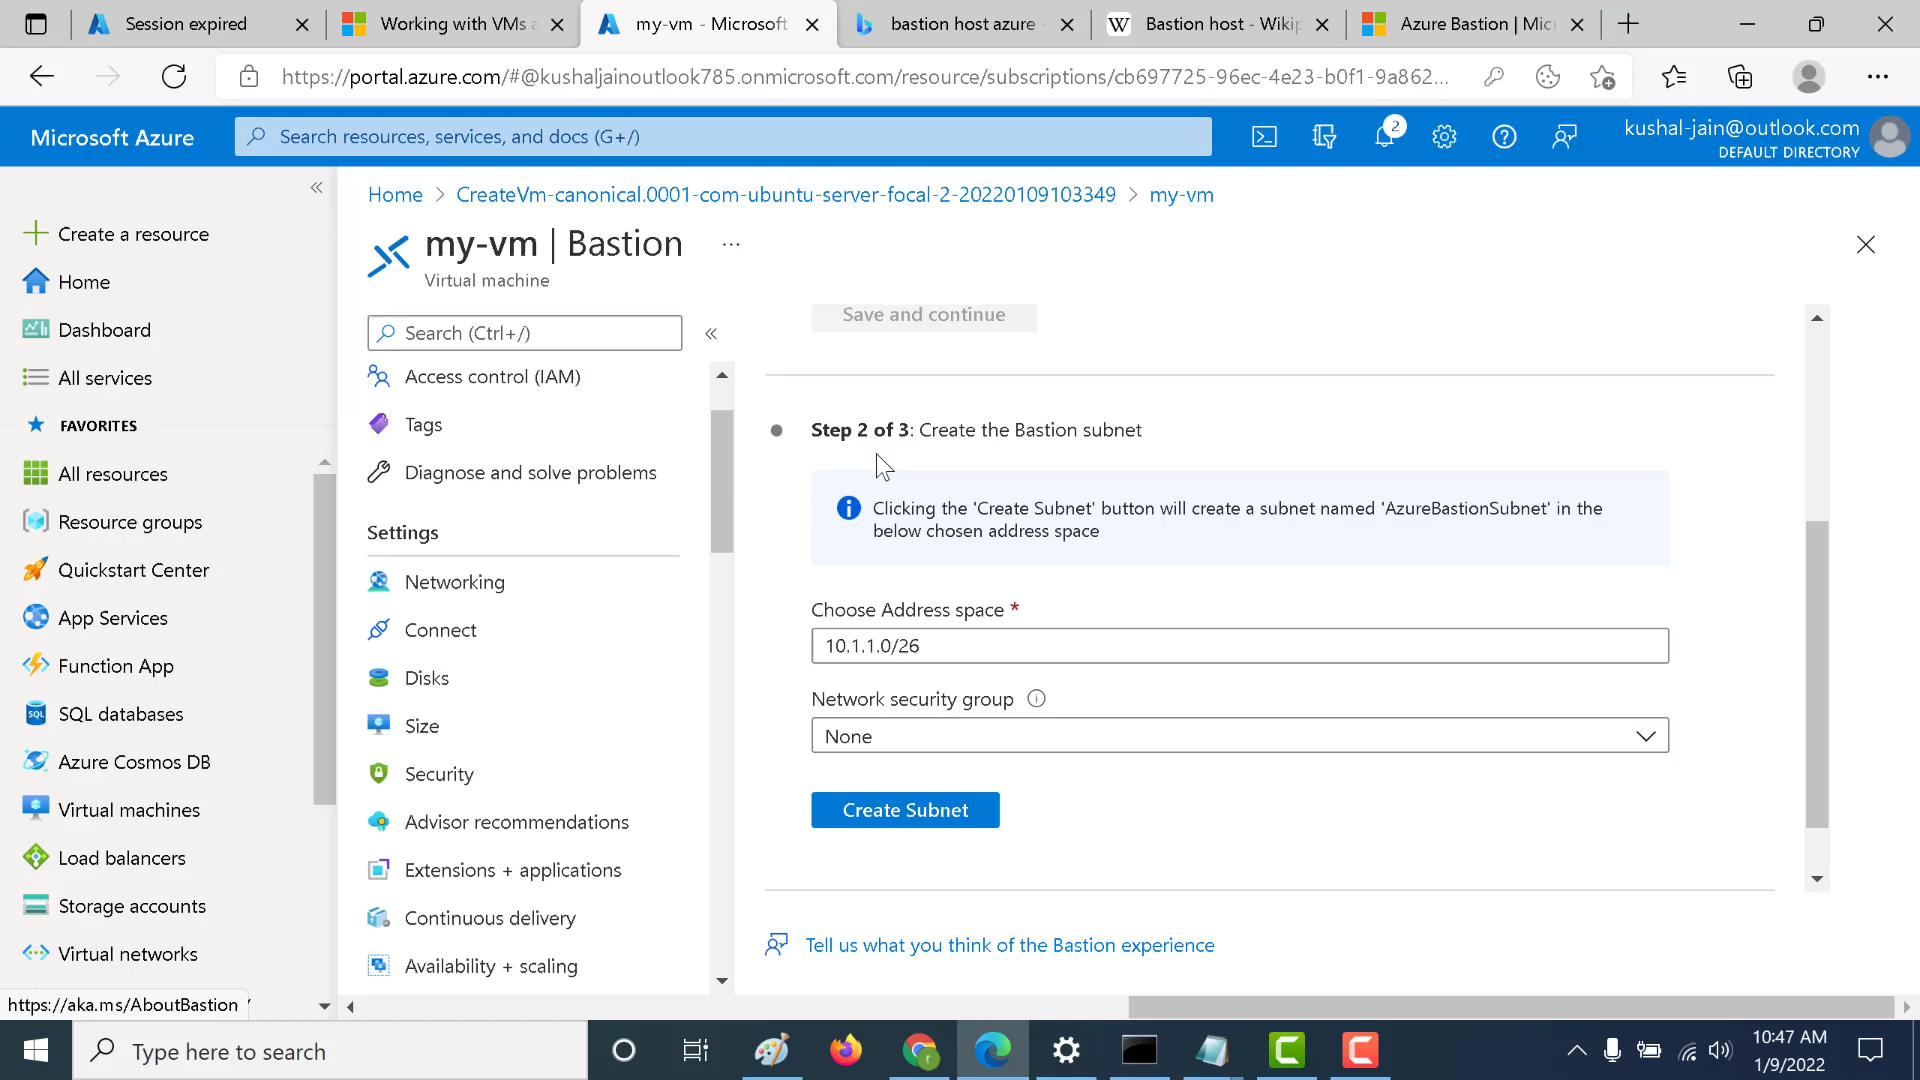 Session expired
Working with VMs a
my-vm - Microsoft
bastion host azure -
Bastion host - Wikip
Azure Bastion | Micr
https://portal.azure.com/#@kushaljainoutlook785.onmicrosoft.com/resource/subscriptions/cb697725-96ec-4e23-b0f1-9a862...
Microsoft Azure
Search resources, services, and docs (G+/)
2
kushal-jain@outlook.com
DEFAULT DIRECTORY
Create a resource
Home
Dashboard
All services
FAVORITES
All resources
Resource groups
Quickstart Center
App Services
Function App
SQL databases
Azure Cosmos DB
Virtual machines
Load balancers
Storage accounts
Virtual networks
https://aka.ms/AboutBastion
Home > CreateVm-canonical.0001-com-ubuntu-server-focal-2-20220109103349 > my-vm
my-vm | Bastion ...
Virtual machine
Search (Ctrl+/)
Access control (IAM)
Tags
Diagnose and solve problems
Settings
Networking
Connect
Disks
Size
Security
Advisor recommendations
Extensions + applications
Continuous delivery
Availability + scaling
Save and continue
Step 2 of 3: Create the Bastion subnet
Clicking the 'Create Subnet' button will create a subnet named 'AzureBastionSubnet' in the
below chosen address space
Choose Address space *
10.1.1.0/26
Network security group
None
Create Subnet
Tell us what you think of the Bastion experience
Type here to search
10:47 AM
1/9/2022